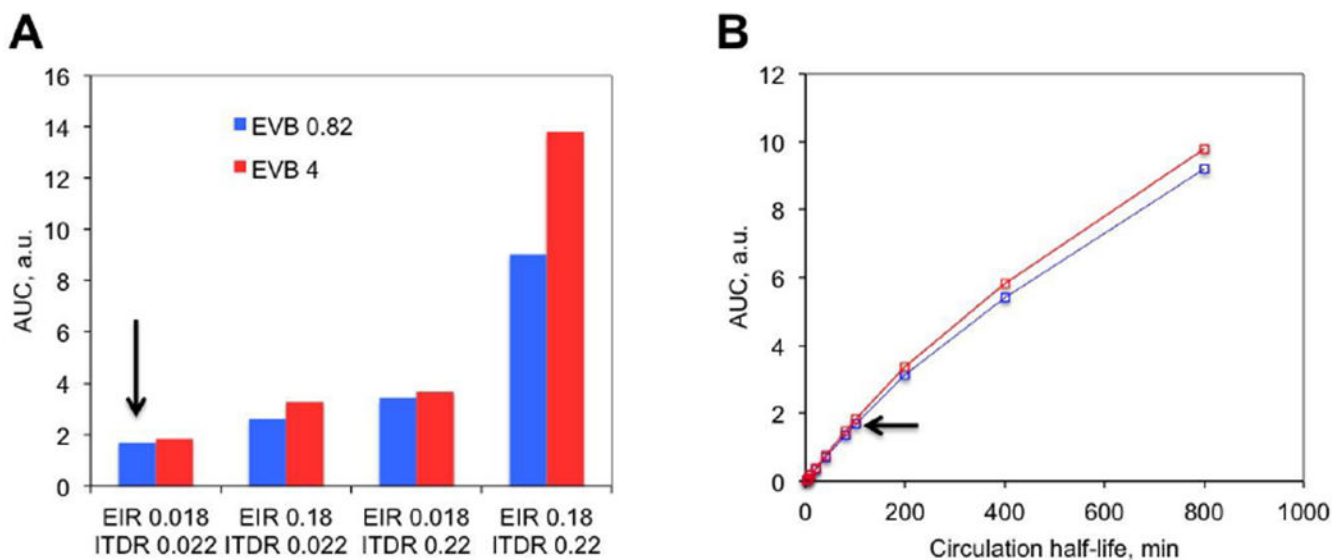 A
16
14
12
10
8
6
4
2
0
AUC, a.u.
EVB 0.82
EVB 4
EIR 0.018 EIR 0.18 EIR 0.018 EIR 0.18
ITDR 0.022 ITDR 0.022 ITDR 0.22 ITDR 0.22
B
12
10
8
6
4
2
0
AUC, a.u.
0 200 400 600 800 1000
Circulation half-life, min